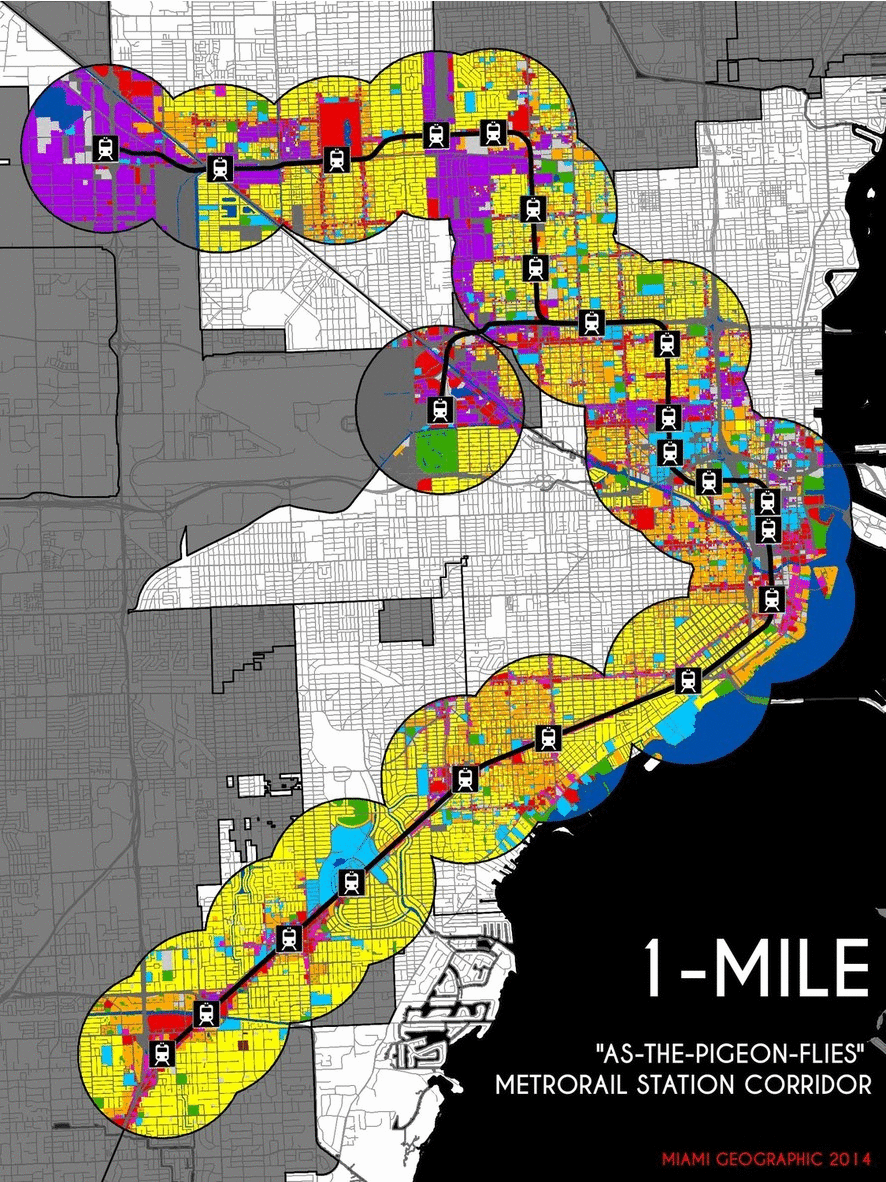 1-MILE
"AS-THE-PIGEON-FLIES"
METRORAIL STATION CORRIDOR
MIAMI GEOGRAPHIC 2014